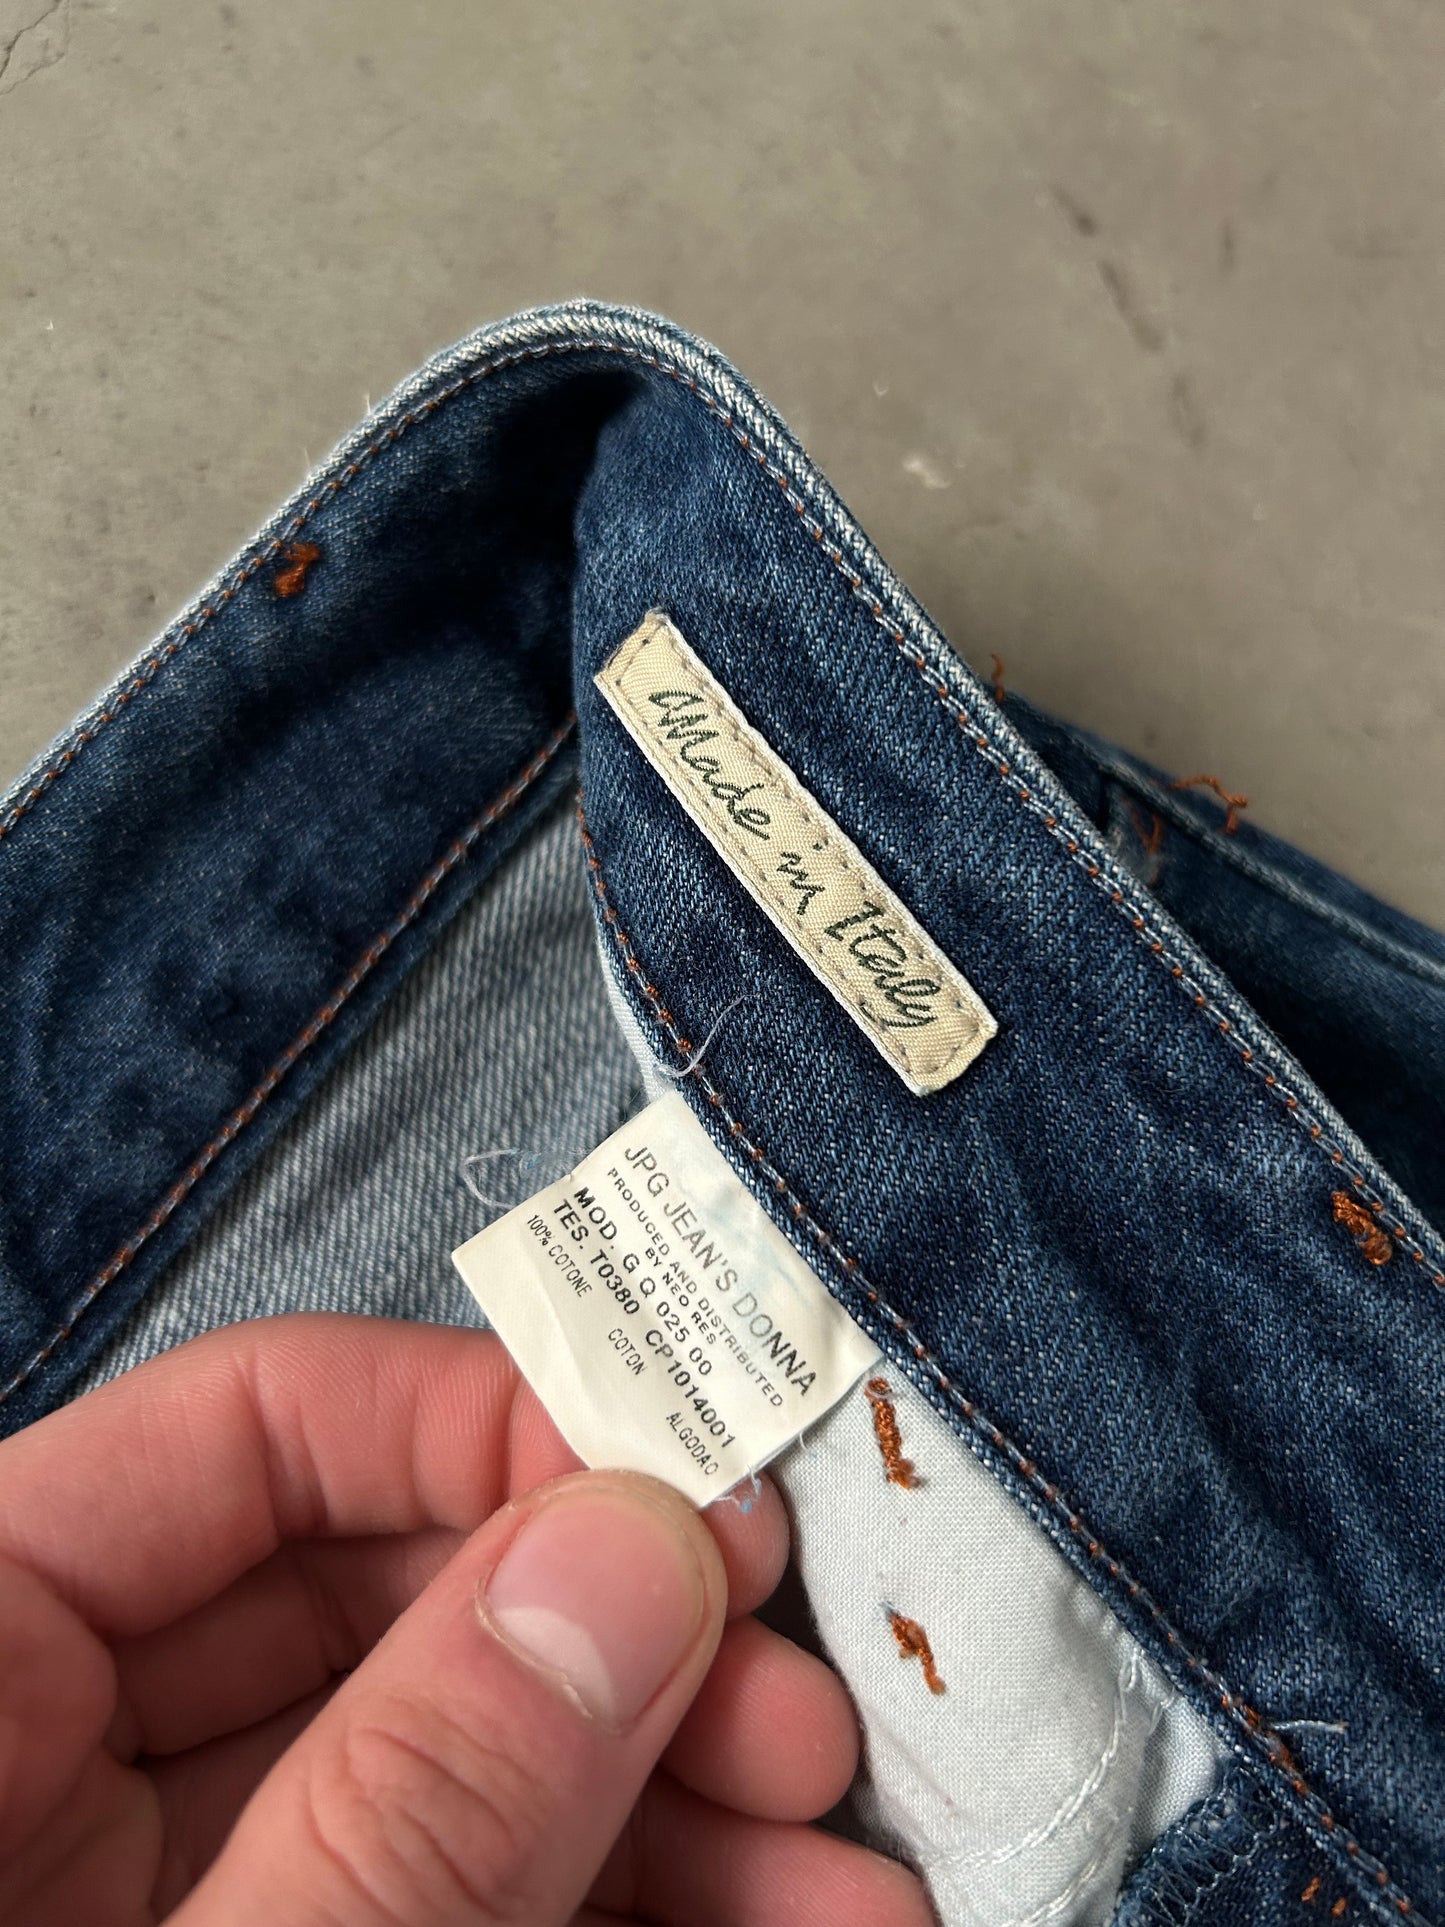 Made in Italy
JPG JEAN'S DONNA
PRODUCED AND DISTRIBUTED
BY NEO RES
MOD. G Q 025 00
TES. T0380 CP1014001
100% COTONE COTON ALGODAO